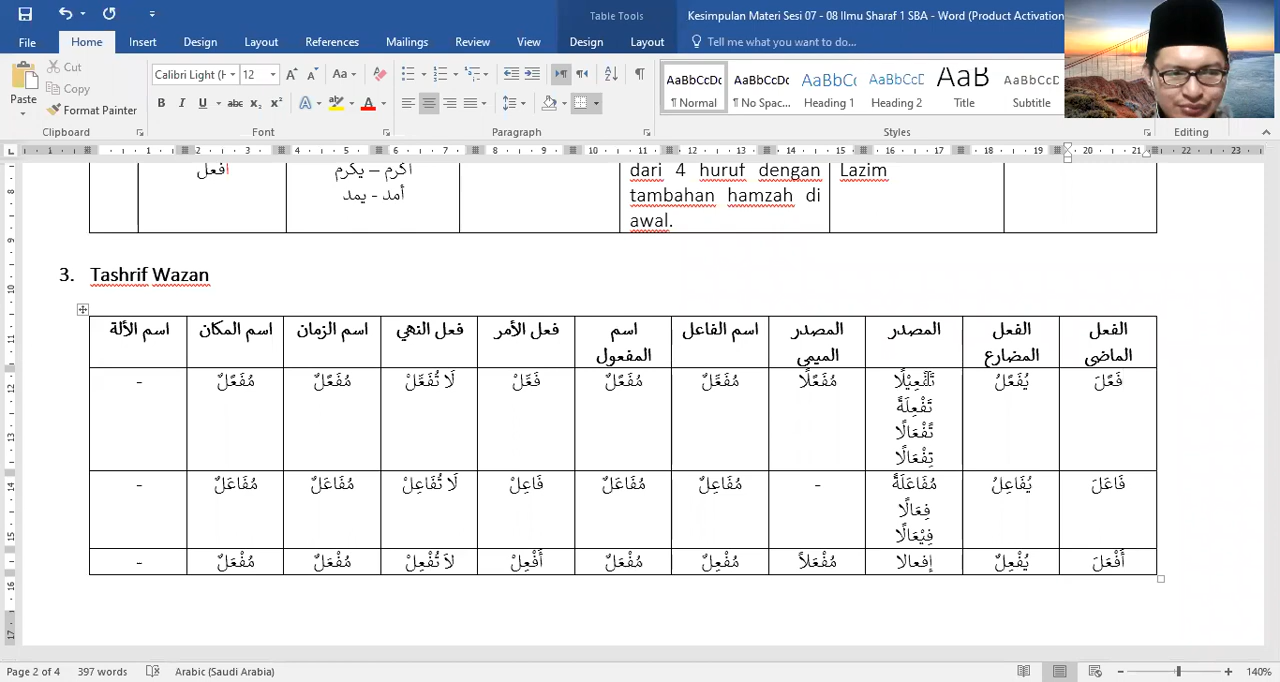 Table Tools
Kesimpulan Materi Sesi 07 - 08 Ilmu Sharaf 1 SBA - Word (Product Activation
File Home Insert Design Layout References Mailings Review View Design Layout Tell me what you want to do...
Paste
Cut
Copy
Format Painter
Clipboard
Calibri Light (H 12
Font
Paragraph
AaBbCcDc ¶ Normal
AaBbCcDc ¶ No Spac...
AaBbCc Heading 1
AaBbCcE Heading 2
AaB Title
AaBbCcD Subtitle
Styles
Editing
افعل
أكرم – يكرم
أمد - يمد
dari 4 huruf dengan
tambahan hamzah di
awal.
Lazim
3. Tashrif Wazan
الفعل الماضي
الفعل المضارع
المصدر
المصدر الميمي
اسم الفاعل
اسم المفعول
فعل الأمر
فعل النهي
اسم الزمان
اسم المكان
اسم الألة
فَاعَلَ
يُفَاعِلُ
مُفَاعَلَةً
فِعَالًا
فِيْعَالًا
-
مُفَاعِلٌ
مُفَاعَلٌ
فَاعِلْ
لَا تُفَاعِلْ
مُفَاعَلٌ
مُفَاعَلٌ
-
أَفْعَلَ
يُفْعِلُ
إفعالا
مُفْعَلاً
مُفْعِلٌ
مُفْعَلٌ
أَفْعِلْ
لاَ تُفْعِلْ
مُفْعَلٌ
مُفْعَلٌ
-
Page 2 of 4 397 words Arabic (Saudi Arabia) 140%